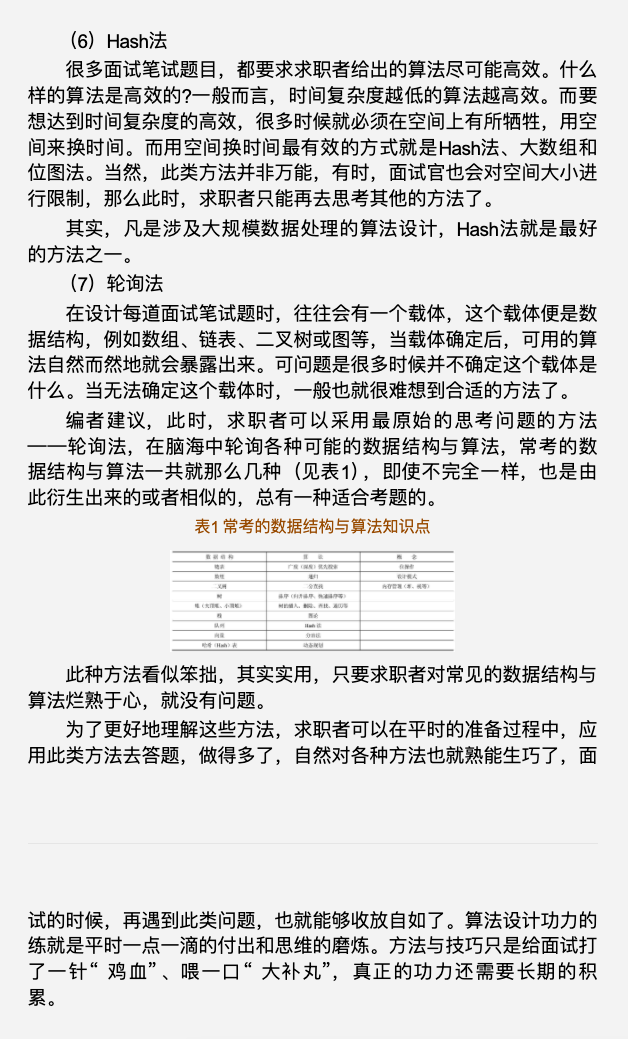 （6）Hash法
很多面试笔试题目，都要求求职者给出的算法尽可能高效。什么
样的算法是高效的?一般而言，时间复杂度越低的算法越高效。而要
想达到时间复杂度的高效，很多时候就必须在空间上有所牺牲，用空
间来换时间。而用空间换时间最有效的方式就是Hash法、大数组和
位图法。当然，此类方法并非万能，有时，面试官也会对空间大小进
行限制，那么此时，求职者只能再去思考其他的方法了。
其实，凡是涉及大规模数据处理的算法设计，Hash法就是最好
的方法之一。
（7）轮询法
在设计每道面试笔试题时，往往会有一个载体，这个载体便是数
据结构，例如数组、链表、二叉树或图等，当载体确定后，可用的算
法自然而然地就会暴露出来。可问题是很多时候并不确定这个载体是
什么。当无法确定这个载体时，一般也就很难想到合适的方法了。
编者建议，此时，求职者可以采用最原始的思考问题的方法
——轮询法，在脑海中轮询各种可能的数据结构与算法，常考的数
据结构与算法一共就那么几种（见表1），即使不完全一样，也是由
此衍生出来的或者相似的，总有一种适合考题的。
表1 常考的数据结构与算法知识点
数 据 结 构 算 法 概 念
链表 广度（深度）优先搜索 位操作
数组 递归 设计模式
二叉树 二分查找 内存管理（堆、栈等）
树 排序（归并排序、快速排序等）
堆（大顶堆、小顶堆） 树的插入、删除、查找、遍历等
栈 图论
队列 Hash 法
向量 分治法
哈希（Hash）表 动态规划
此种方法看似笨拙，其实实用，只要求职者对常见的数据结构与
算法烂熟于心，就没有问题。
为了更好地理解这些方法，求职者可以在平时的准备过程中，应
用此类方法去答题，做得多了，自然对各种方法也就熟能生巧了，面
试的时候，再遇到此类问题，也就能够收放自如了。算法设计功力的
练就是平时一点一滴的付出和思维的磨炼。方法与技巧只是给面试打
了一针“ 鸡血” 、喂一口“ 大补丸”，真正的功力还需要长期的积
累。